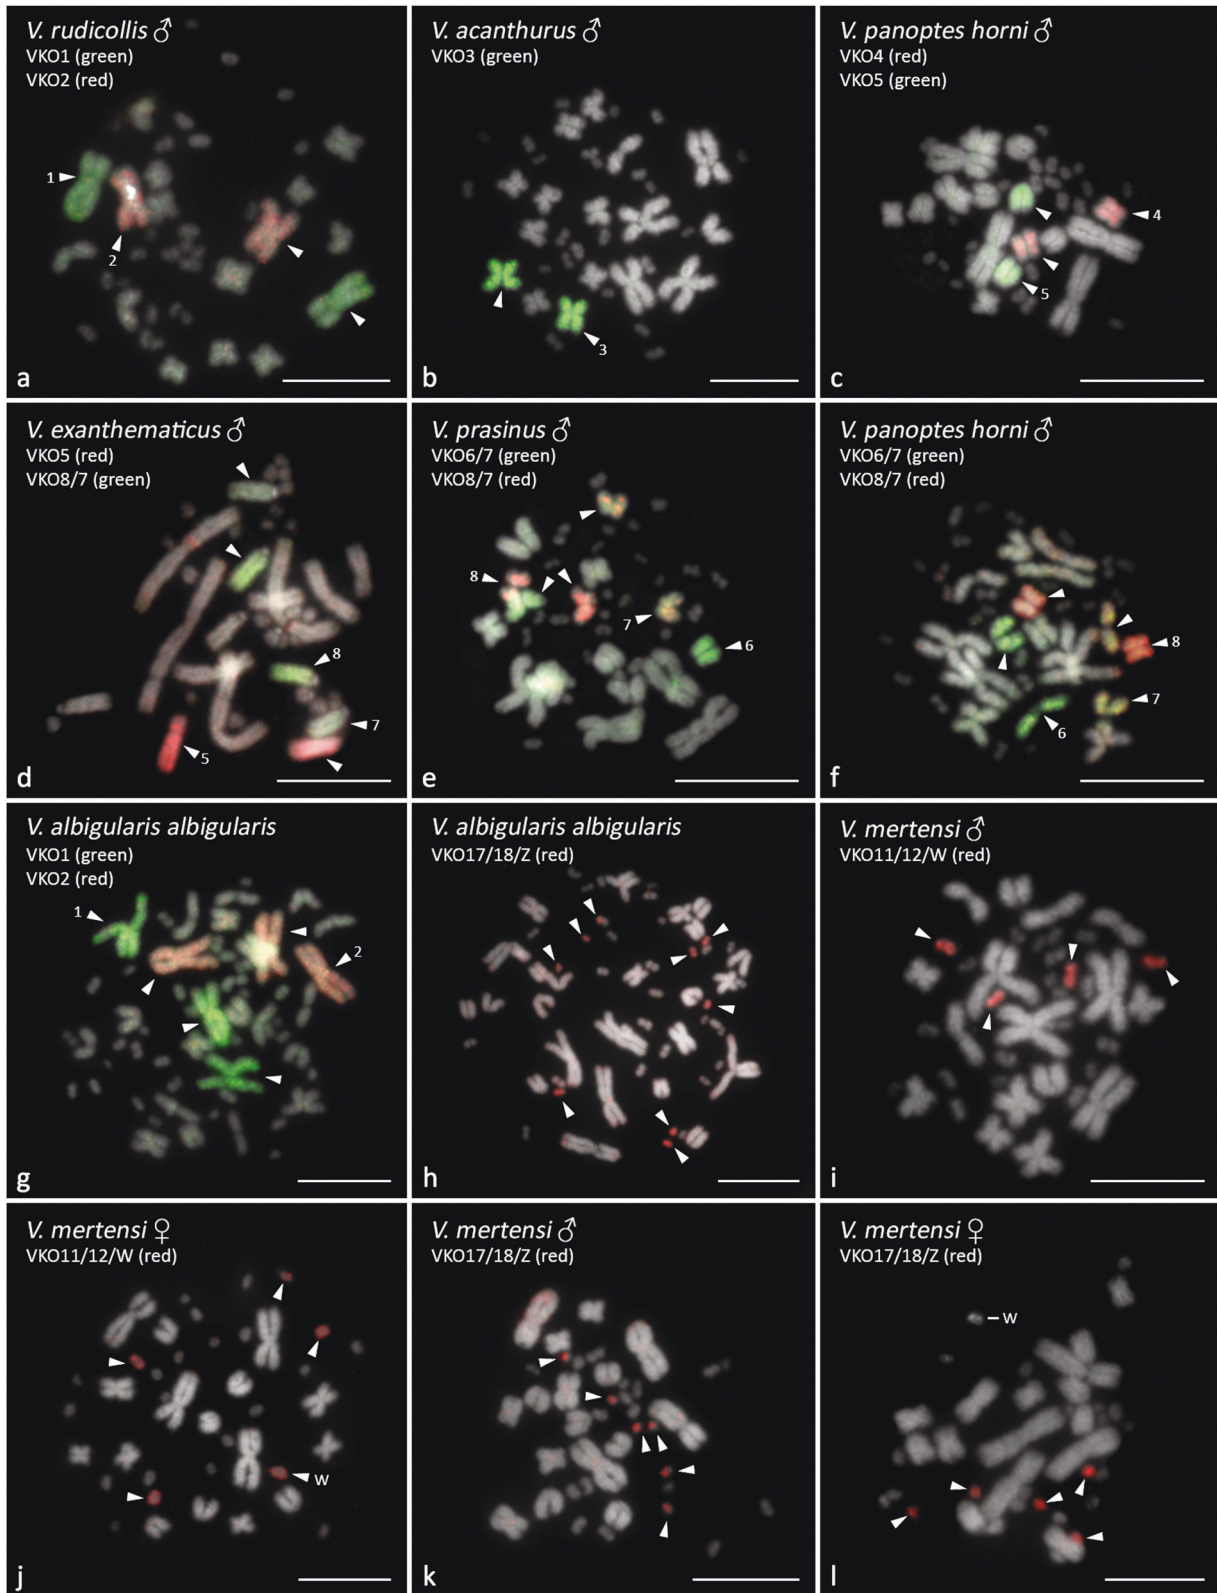 V. rudicollis ♂
VKO1 (green)
VKO2 (red)
1
2
a
V. acanthurus ♂
VKO3 (green)
3
b
V. panoptes horni ♂
VKO4 (red)
VKO5 (green)
4
5
c
V. exanthematicus ♂
VKO5 (red)
VKO8/7 (green)
8
7
5
d
V. prasinus ♂
VKO6/7 (green)
VKO8/7 (red)
8
7
6
e
V. panoptes horni ♂
VKO6/7 (green)
VKO8/7 (red)
8
7
6
f
V. albigularis albigularis
VKO1 (green)
VKO2 (red)
1
2
g
V. albigularis albigularis
VKO17/18/Z (red)
h
V. mertensi ♂
VKO11/12/W (red)
i
V. mertensi ♀
VKO11/12/W (red)
W
j
V. mertensi ♂
VKO17/18/Z (red)
k
V. mertensi ♀
VKO17/18/Z (red)
W
l